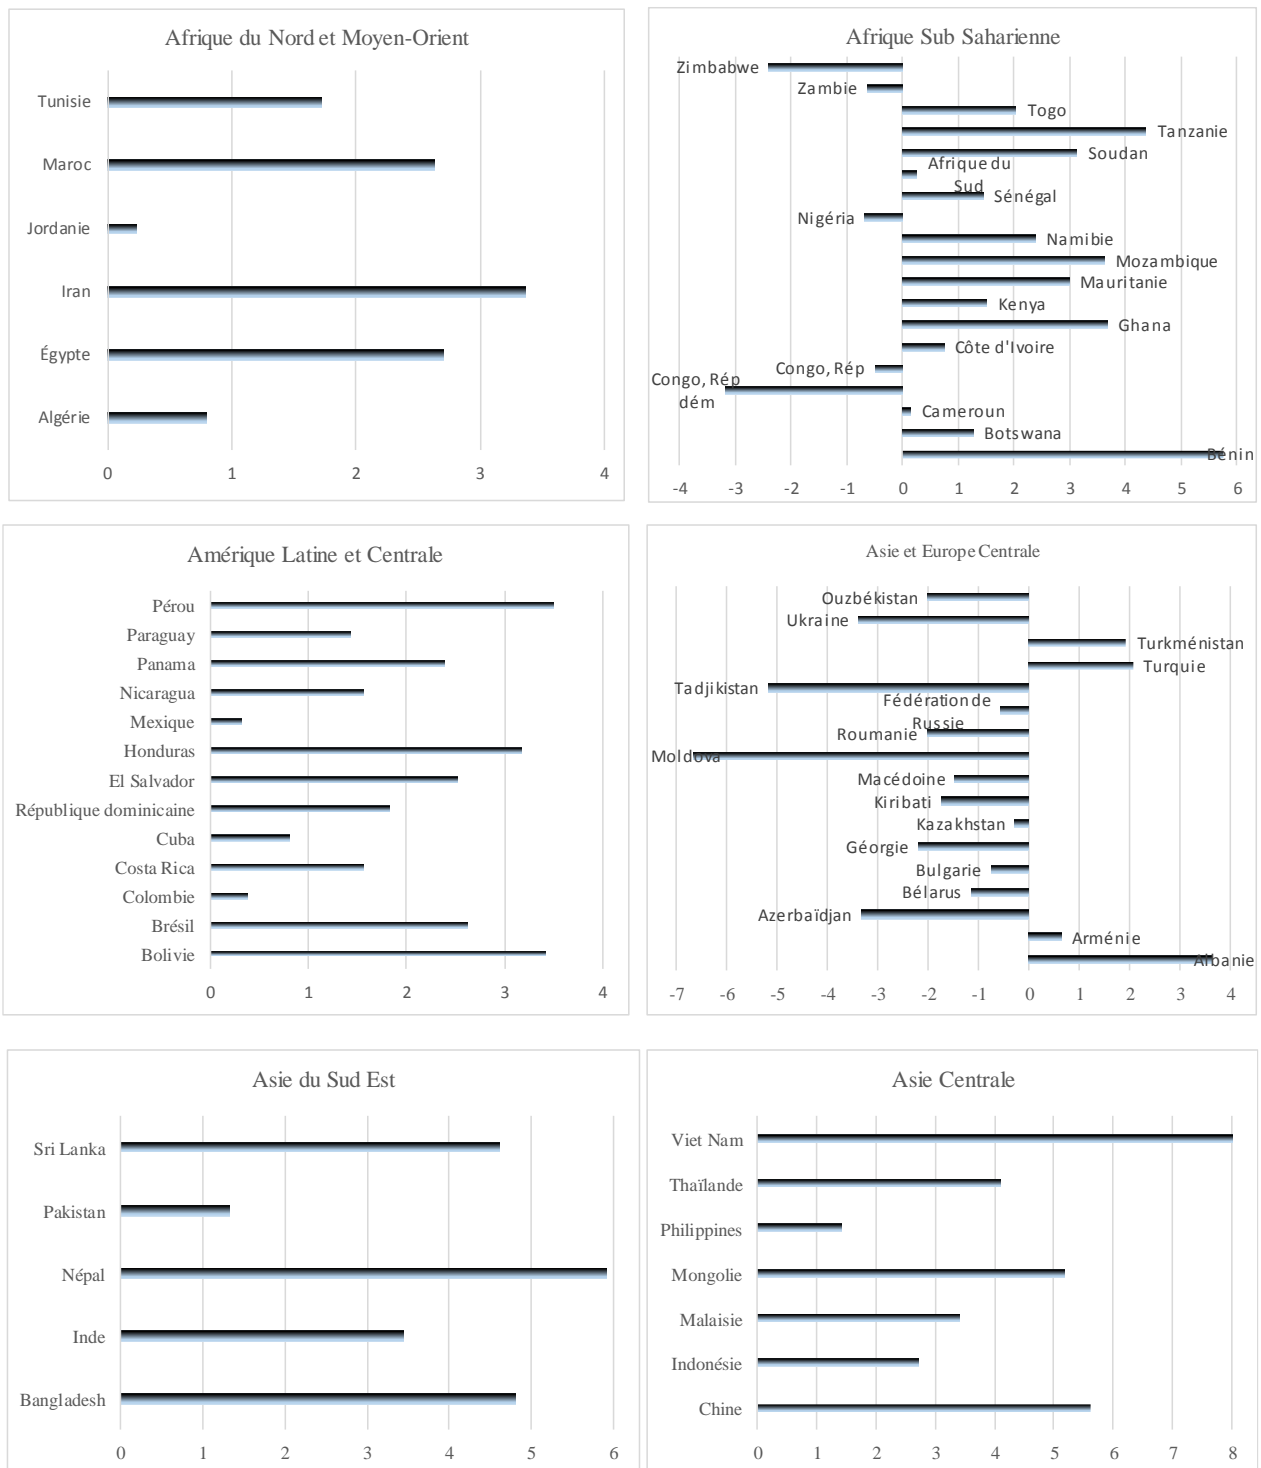 Afrique du Nord et Moyen-Orient
Tunisie
Maroc
Jordanie
Iran
Égypte
Algérie
0 1 2 3 4
Afrique Sub Saharienne
Zimbabwe
Zambie
Togo
Tanzanie
Soudan
Afrique du
Sud
Sénégal
Nigéria
Namibie
Mozambique
Mauritanie
Kenya
Ghana
Côte d'Ivoire
Congo, Rép
Congo, Rép
dém
Cameroun
Botswana
Bénin
-4 -3 -2 -1 0 1 2 3 4 5 6
Amérique Latine et Centrale
Pérou
Paraguay
Panama
Nicaragua
Mexique
Honduras
El Salvador
République dominicaine
Cuba
Costa Rica
Colombie
Brésil
Bolivie
0 1 2 3 4
Asie et Europe Centrale
Ouzbékistan
Ukraine
Turkménistan
Turquie
Tadjikistan
Fédération de
Russie
Roumanie
Moldova
Macédoine
Kiribati
Kazakhstan
Géorgie
Bulgarie
Bélarus
Azerbaïdjan
Arménie
Albanie
-7 -6 -5 -4 -3 -2 -1 0 1 2 3 4
Asie du Sud Est
Sri Lanka
Pakistan
Népal
Inde
Bangladesh
0 1 2 3 4 5 6
Asie Centrale
Viet Nam
Thaïlande
Philippines
Mongolie
Malaisie
Indonésie
Chine
0 1 2 3 4 5 6 7 8